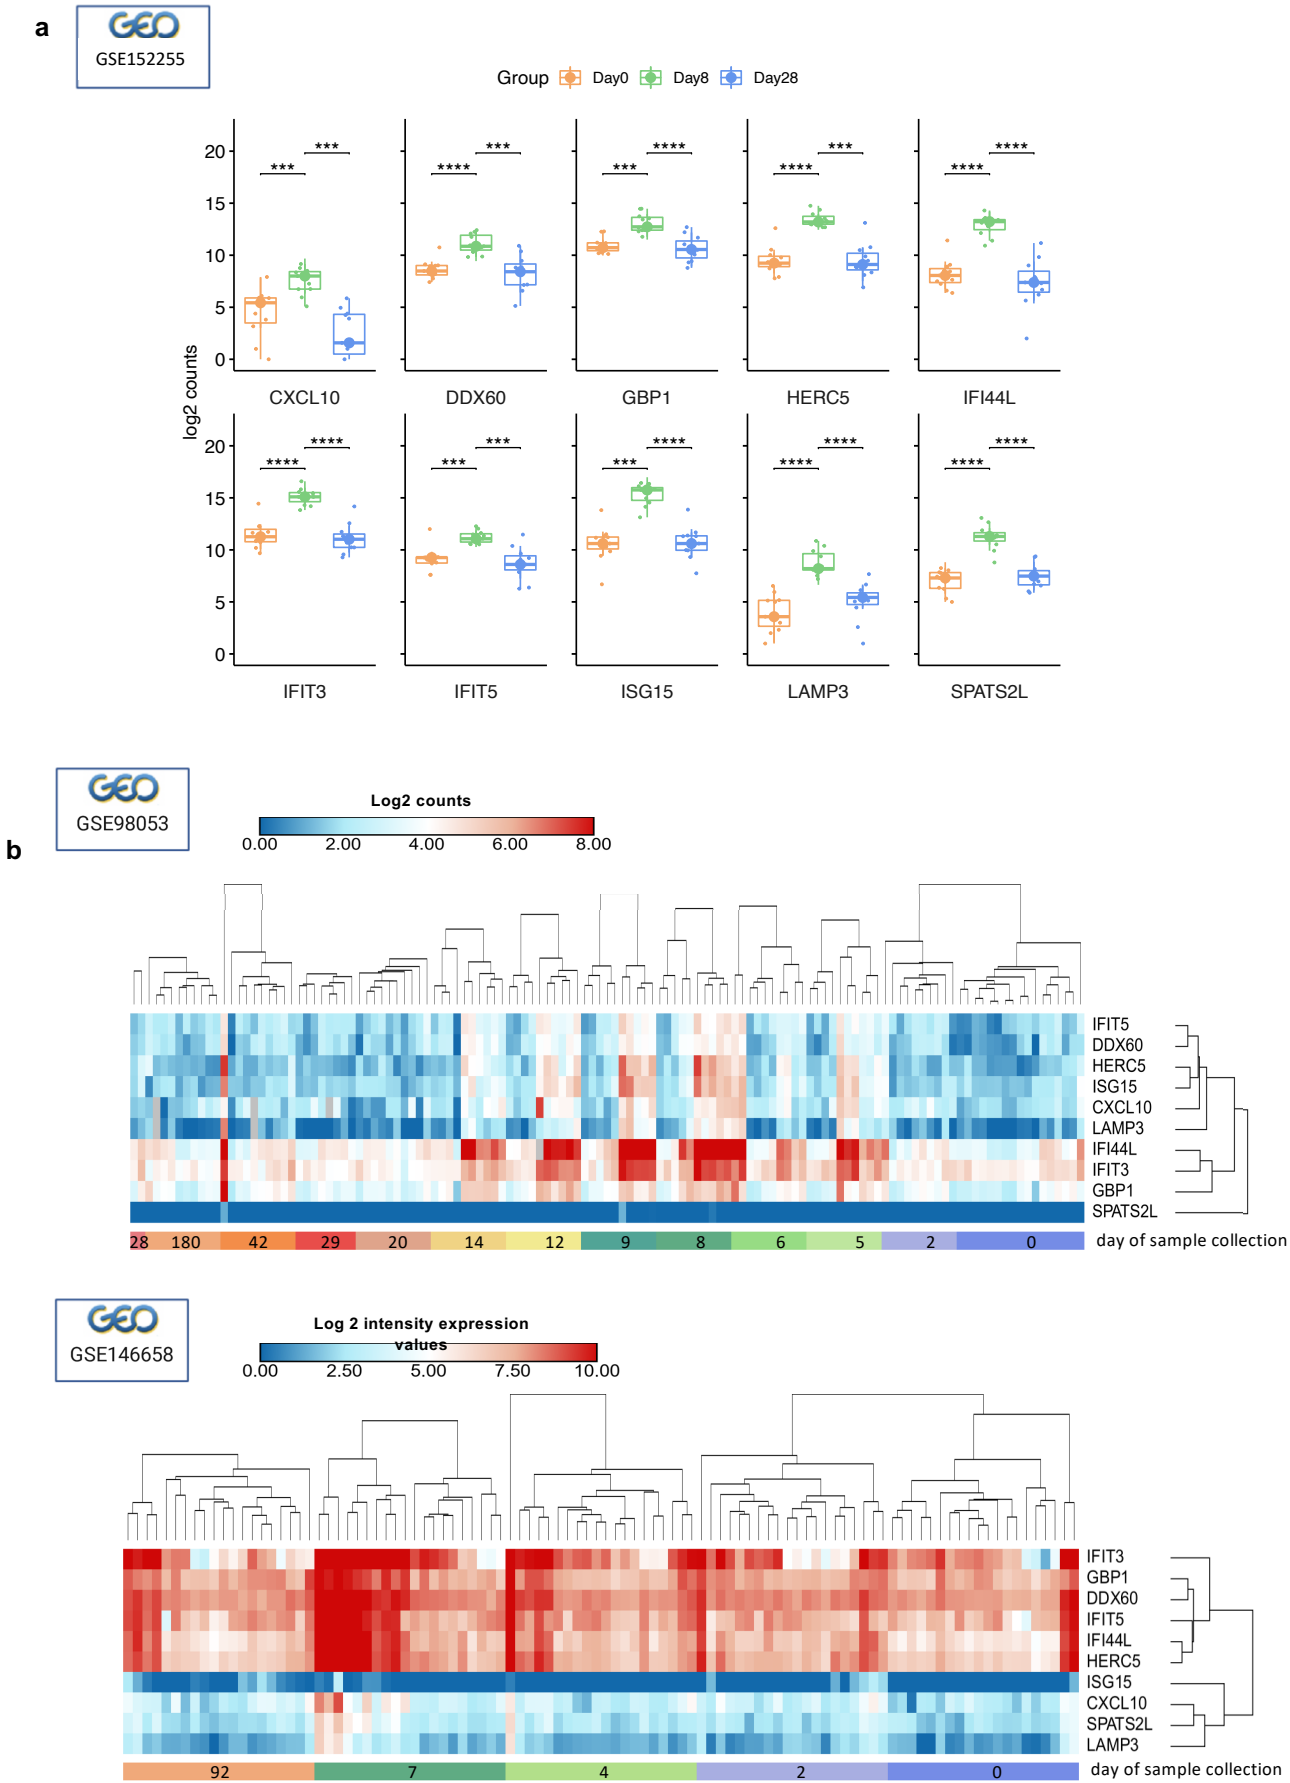 a
GEO
GSE152255
Group Day0 Day8 Day28
*** *** **** *** *** **** **** *** **** ****
20
15
10
5
0
log2 counts
CXCL10 DDX60 GBP1 HERC5 IFI44L
**** **** *** *** *** **** **** **** **** ****
20
15
10
5
0
IFIT3 IFIT5 ISG15 LAMP3 SPATS2L
GEO
GSE98053
b
Log2 counts
0.00 2.00 4.00 6.00 8.00
IFIT5
DDX60
HERC5
ISG15
CXCL10
LAMP3
IFI44L
IFIT3
GBP1
SPATS2L
28 180 42 29 20 14 12 9 8 6 5 2 0 day of sample collection
GEO
GSE146658
Log 2 intensity expression
values
0.00 2.50 5.00 7.50 10.00
IFIT3
GBP1
DDX60
IFIT5
IFI44L
HERC5
ISG15
CXCL10
SPATS2L
LAMP3
92 7 4 2 0 day of sample collection